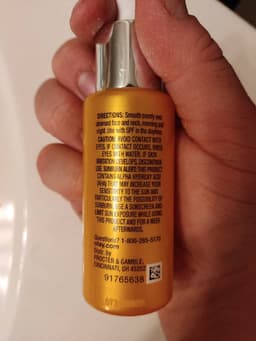 DIRECTIONS: Smooth evenly over
cleansed face and neck, morning and
night. Use with SPF in the daytime.
CAUTION: AVOID CONTACT WITH
EYES. IF CONTACT OCCURS, RINSE
EYES WITH WATER. IF SKIN
IRRITATION DEVELOPS, DISCONTINUE
USE. SUNBURN ALERT: THIS PRODUCT
CONTAINS ALPHA HYDROXY ACID
(AHA) THAT MAY INCREASE YOUR
SENSITIVITY TO THE SUN AND
PARTICULARLY THE POSSIBILITY OF
SUNBURN. USE A SUNSCREEN AND
LIMIT SUN EXPOSURE WHILE USING
THIS PRODUCT AND FOR A WEEK
AFTERWARDS.
Questions? 1-800-285-5170
olay.com
Distr. by
PROCTER & GAMBLE,
CINCINNATI, OH 45202
91765638